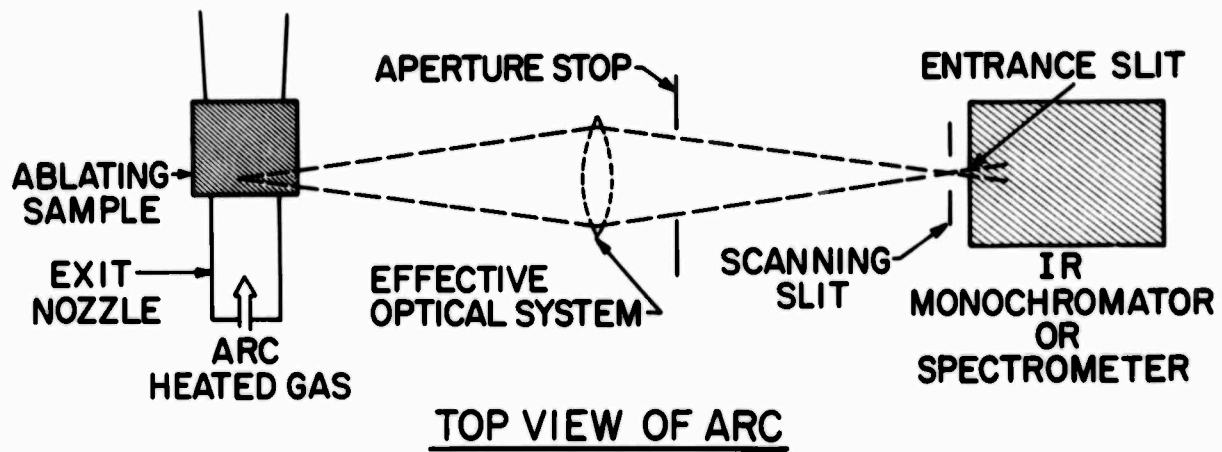 APERTURE STOP
ENTRANCE SLIT
ABLATING
SAMPLE
EXIT
NOZZLE
ARC
HEATED GAS
EFFECTIVE
OPTICAL SYSTEM
SCANNING
SLIT
IR
MONOCHROMATOR
OR
SPECTROMETER
TOP VIEW OF ARC